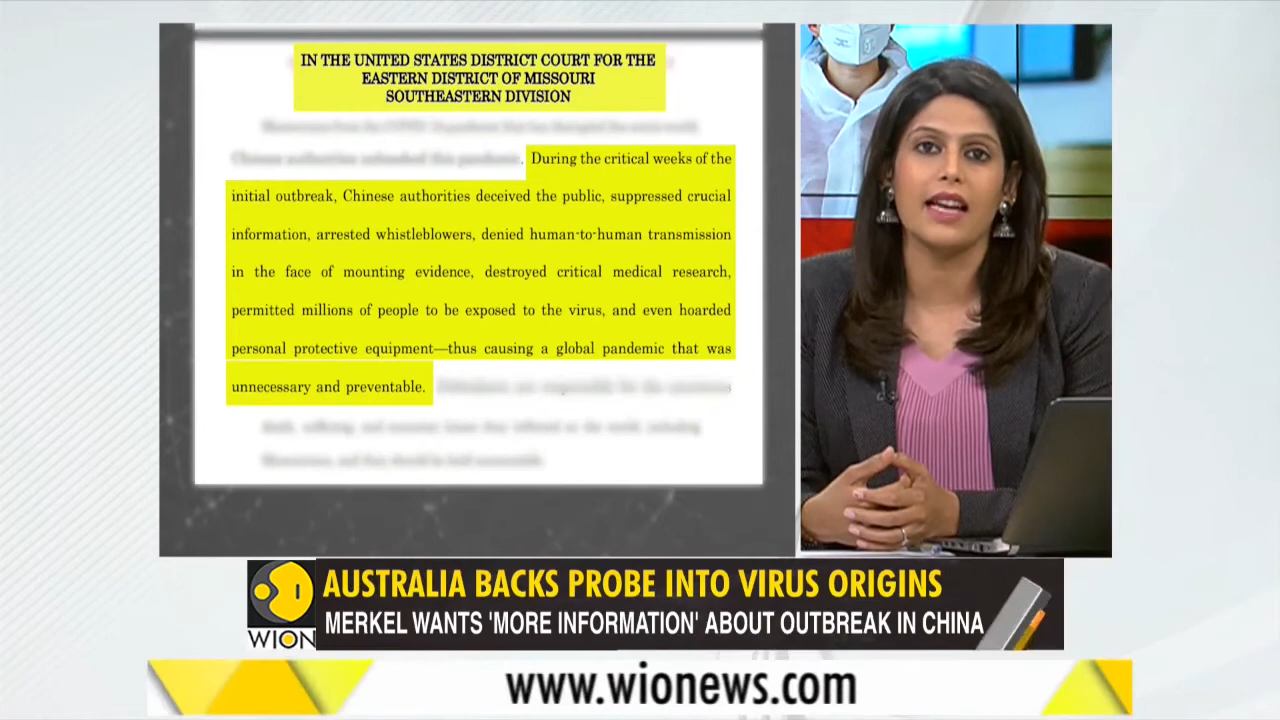 IN THE UNITED STATES DISTRICT COURT FOR THE
EASTERN DISTRICT OF MISSOURI
SOUTHEASTERN DIVISION
During the critical weeks of the
initial outbreak, Chinese authorities deceived the public, suppressed crucial
information, arrested whistleblowers, denied human-to-human transmission
in the face of mounting evidence, destroyed critical medical research,
permitted millions of people to be exposed to the virus, and even hoarded
personal protective equipment—thus causing a global pandemic that was
unnecessary and preventable.
AUSTRALIA BACKS PROBE INTO VIRUS ORIGINS
MERKEL WANTS 'MORE INFORMATION' ABOUT OUTBREAK IN CHINA
WION
www.wionews.com